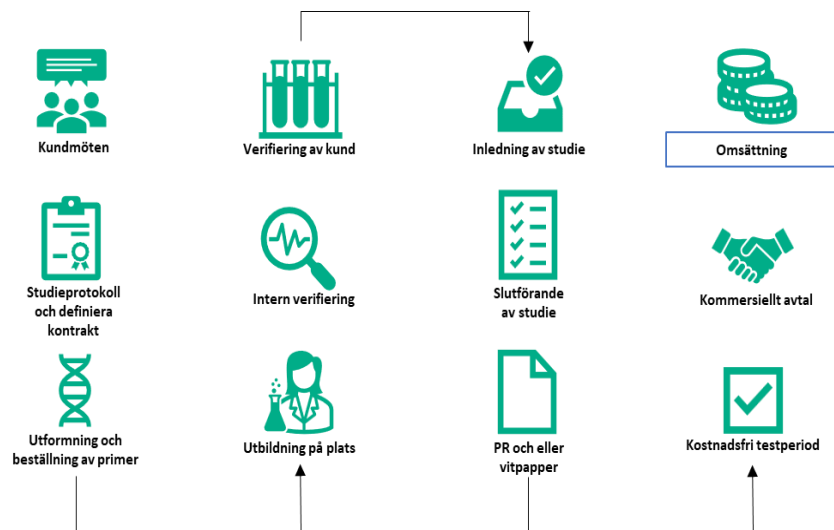 Kundmöten
Verifiering av kund
Inledning av studie
Omsättning
Studieprotokoll
och definiera
kontrakt
Intern verifiering
Slutförande
av studie
Kommersiellt avtal
Utformning och
beställning av primer
Utbildning på plats
PR och eller
vitpapper
Kostnadsfri testperiod